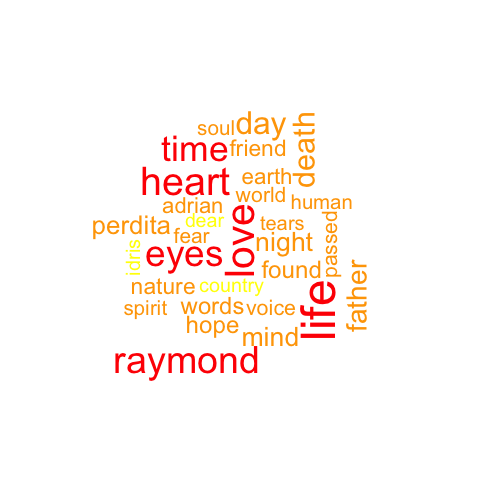 soul day
death
time friend
heart earth
world
adrian human
perdita dear tears
love
fear night
eyes passed
idris found
nature country
life
father
spirit words voice
hope mind
raymond